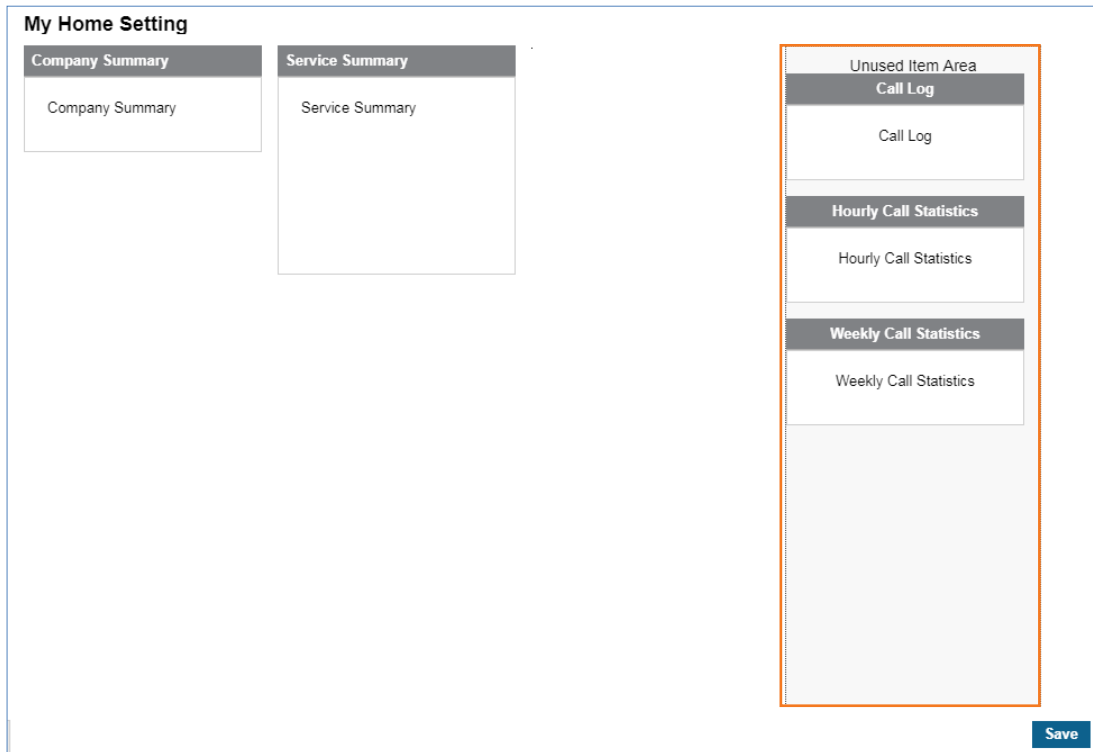 My Home Setting
Company Summary
Company Summary
Service Summary
Service Summary
Unused Item Area
Call Log
Call Log
Hourly Call Statistics
Hourly Call Statistics
Weekly Call Statistics
Weekly Call Statistics
Save